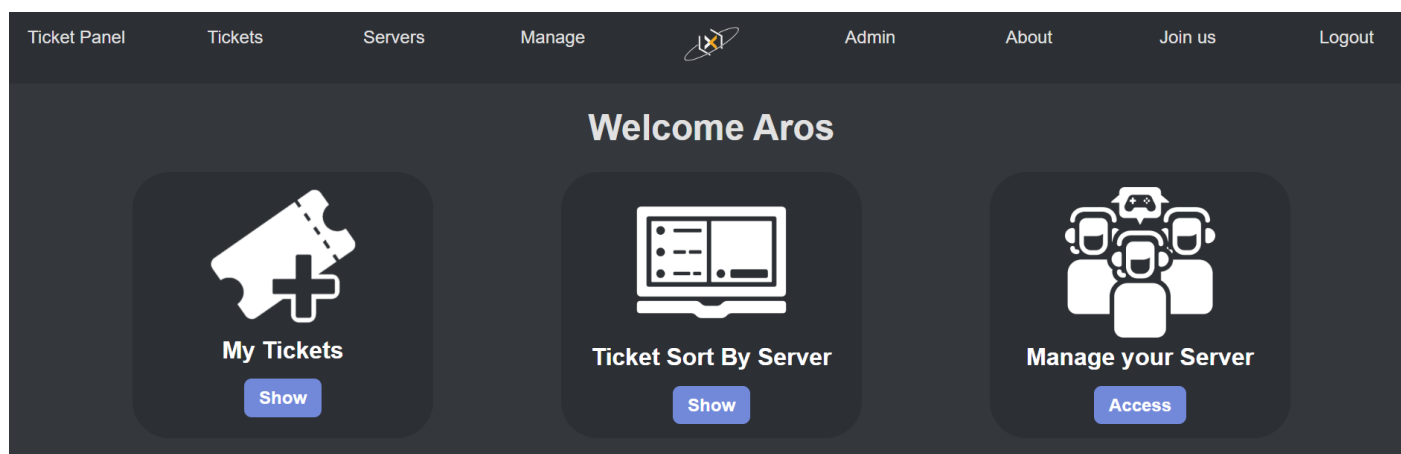 Ticket Panel Tickets Servers Manage Admin About Join us Logout
Welcome Aros
My Tickets
Show
Ticket Sort By Server
Show
Manage your Server
Access